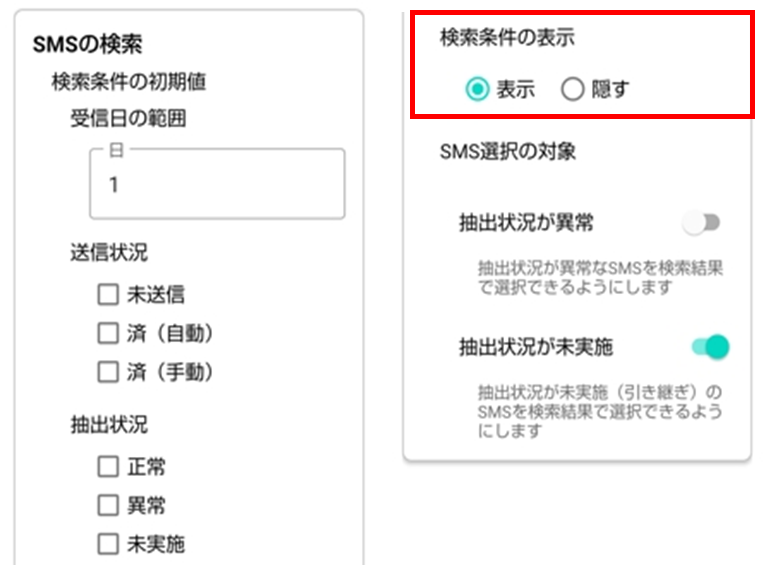 SMSの検索
検索条件の初期値
受信日の範囲
日
1
送信状況
未送信
済（自動）
済（手動）
抽出状況
正常
異常
未実施
検索条件の表示
表示 隠す
SMS選択の対象
抽出状況が異常
抽出状況が異常なSMSを検索結果
で選択できるようにします
抽出状況が未実施
抽出状況が未実施（引き継ぎ）の
SMSを検索結果で選択できるよう
にします